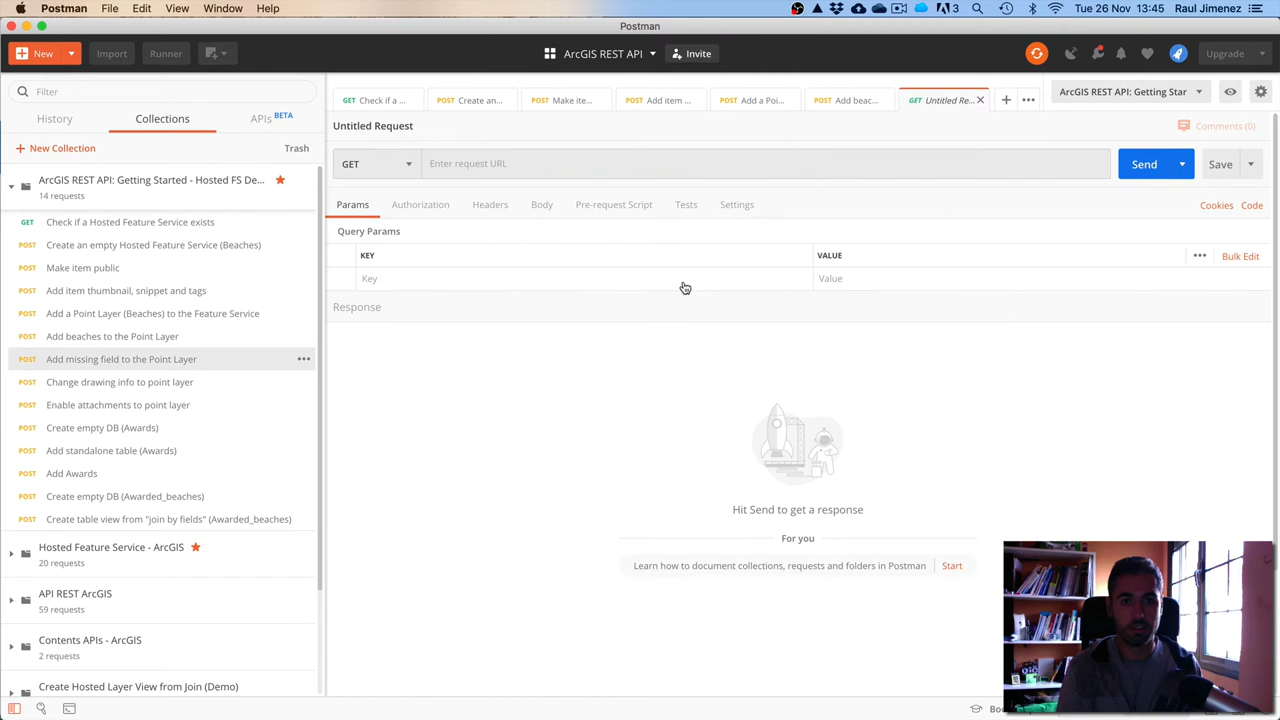 Postman File Edit View Window Help
3
Tue 26 Nov 13:45 Raul Jimenez
Postman
New Import Runner
ArcGIS REST API Invite
Upgrade
Filter
History Collections APIs BETA
New Collection Trash
ArcGIS REST API: Getting Started - Hosted FS De...
14 requests
GET Check if a Hosted Feature Service exists
POST Create an empty Hosted Feature Service (Beaches)
POST Make item public
POST Add item thumbnail, snippet and tags
POST Add a Point Layer (Beaches) to the Feature Service
POST Add beaches to the Point Layer
POST Add missing field to the Point Layer
POST Change drawing info to point layer
POST Enable attachments to point layer
POST Create empty DB (Awards)
POST Add standalone table (Awards)
POST Add Awards
POST Create empty DB (Awarded_beaches)
POST Create table view from "join by fields" (Awarded_beaches)
Hosted Feature Service - ArcGIS
20 requests
API REST ArcGIS
59 requests
Contents APIs - ArcGIS
2 requests
Create Hosted Layer View from Join (Demo)
GET Check if a ... POST Create an... POST Make ite... POST Add item ... POST Add a Poi... POST Add beac... GET Untitled Re...
ArcGIS REST API: Getting Star
Untitled Request
Comments (0)
GET Enter request URL Send Save
Params Authorization Headers Body Pre-request Script Tests Settings Cookies Code
Query Params
KEY VALUE Bulk Edit
Key Value
Response
Hit Send to get a response
For you
Learn how to document collections, requests and folders in Postman Start